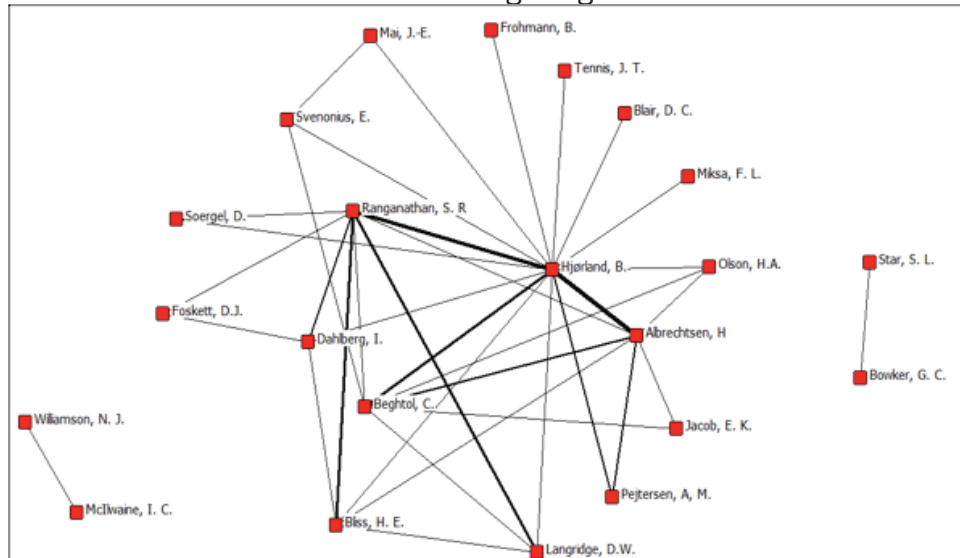 Mai, J.-E.
Frohmann, B.
Tennis, J. T.
Blair, D. C.
Svenonius, E.
Miksa, F. L.
Ranganathan, S. R
Soergel, D.
Hjørland, B.
Olson, H.A.
Star, S. L.
Foskett, D.J.
Albrechtsen, H
Dahlberg, I.
Bowker, G. C.
Beghtol, C.
Williamson, N. J.
Jacob, E. K.
Pejtersen, A, M.
McIlwaine, I. C.
Bliss, H. E.
Langridge, D.W.